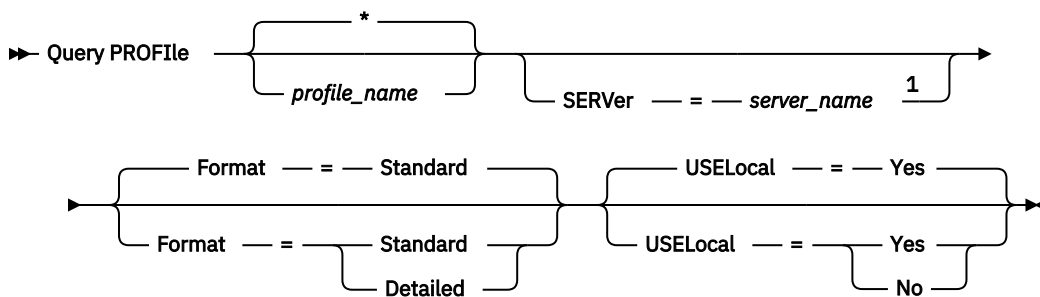 *
Query PROFIle
profile_name
SERVer = server_name 1
Format = Standard
USELocal = Yes
Format = Standard
Detailed
USELocal = Yes
No